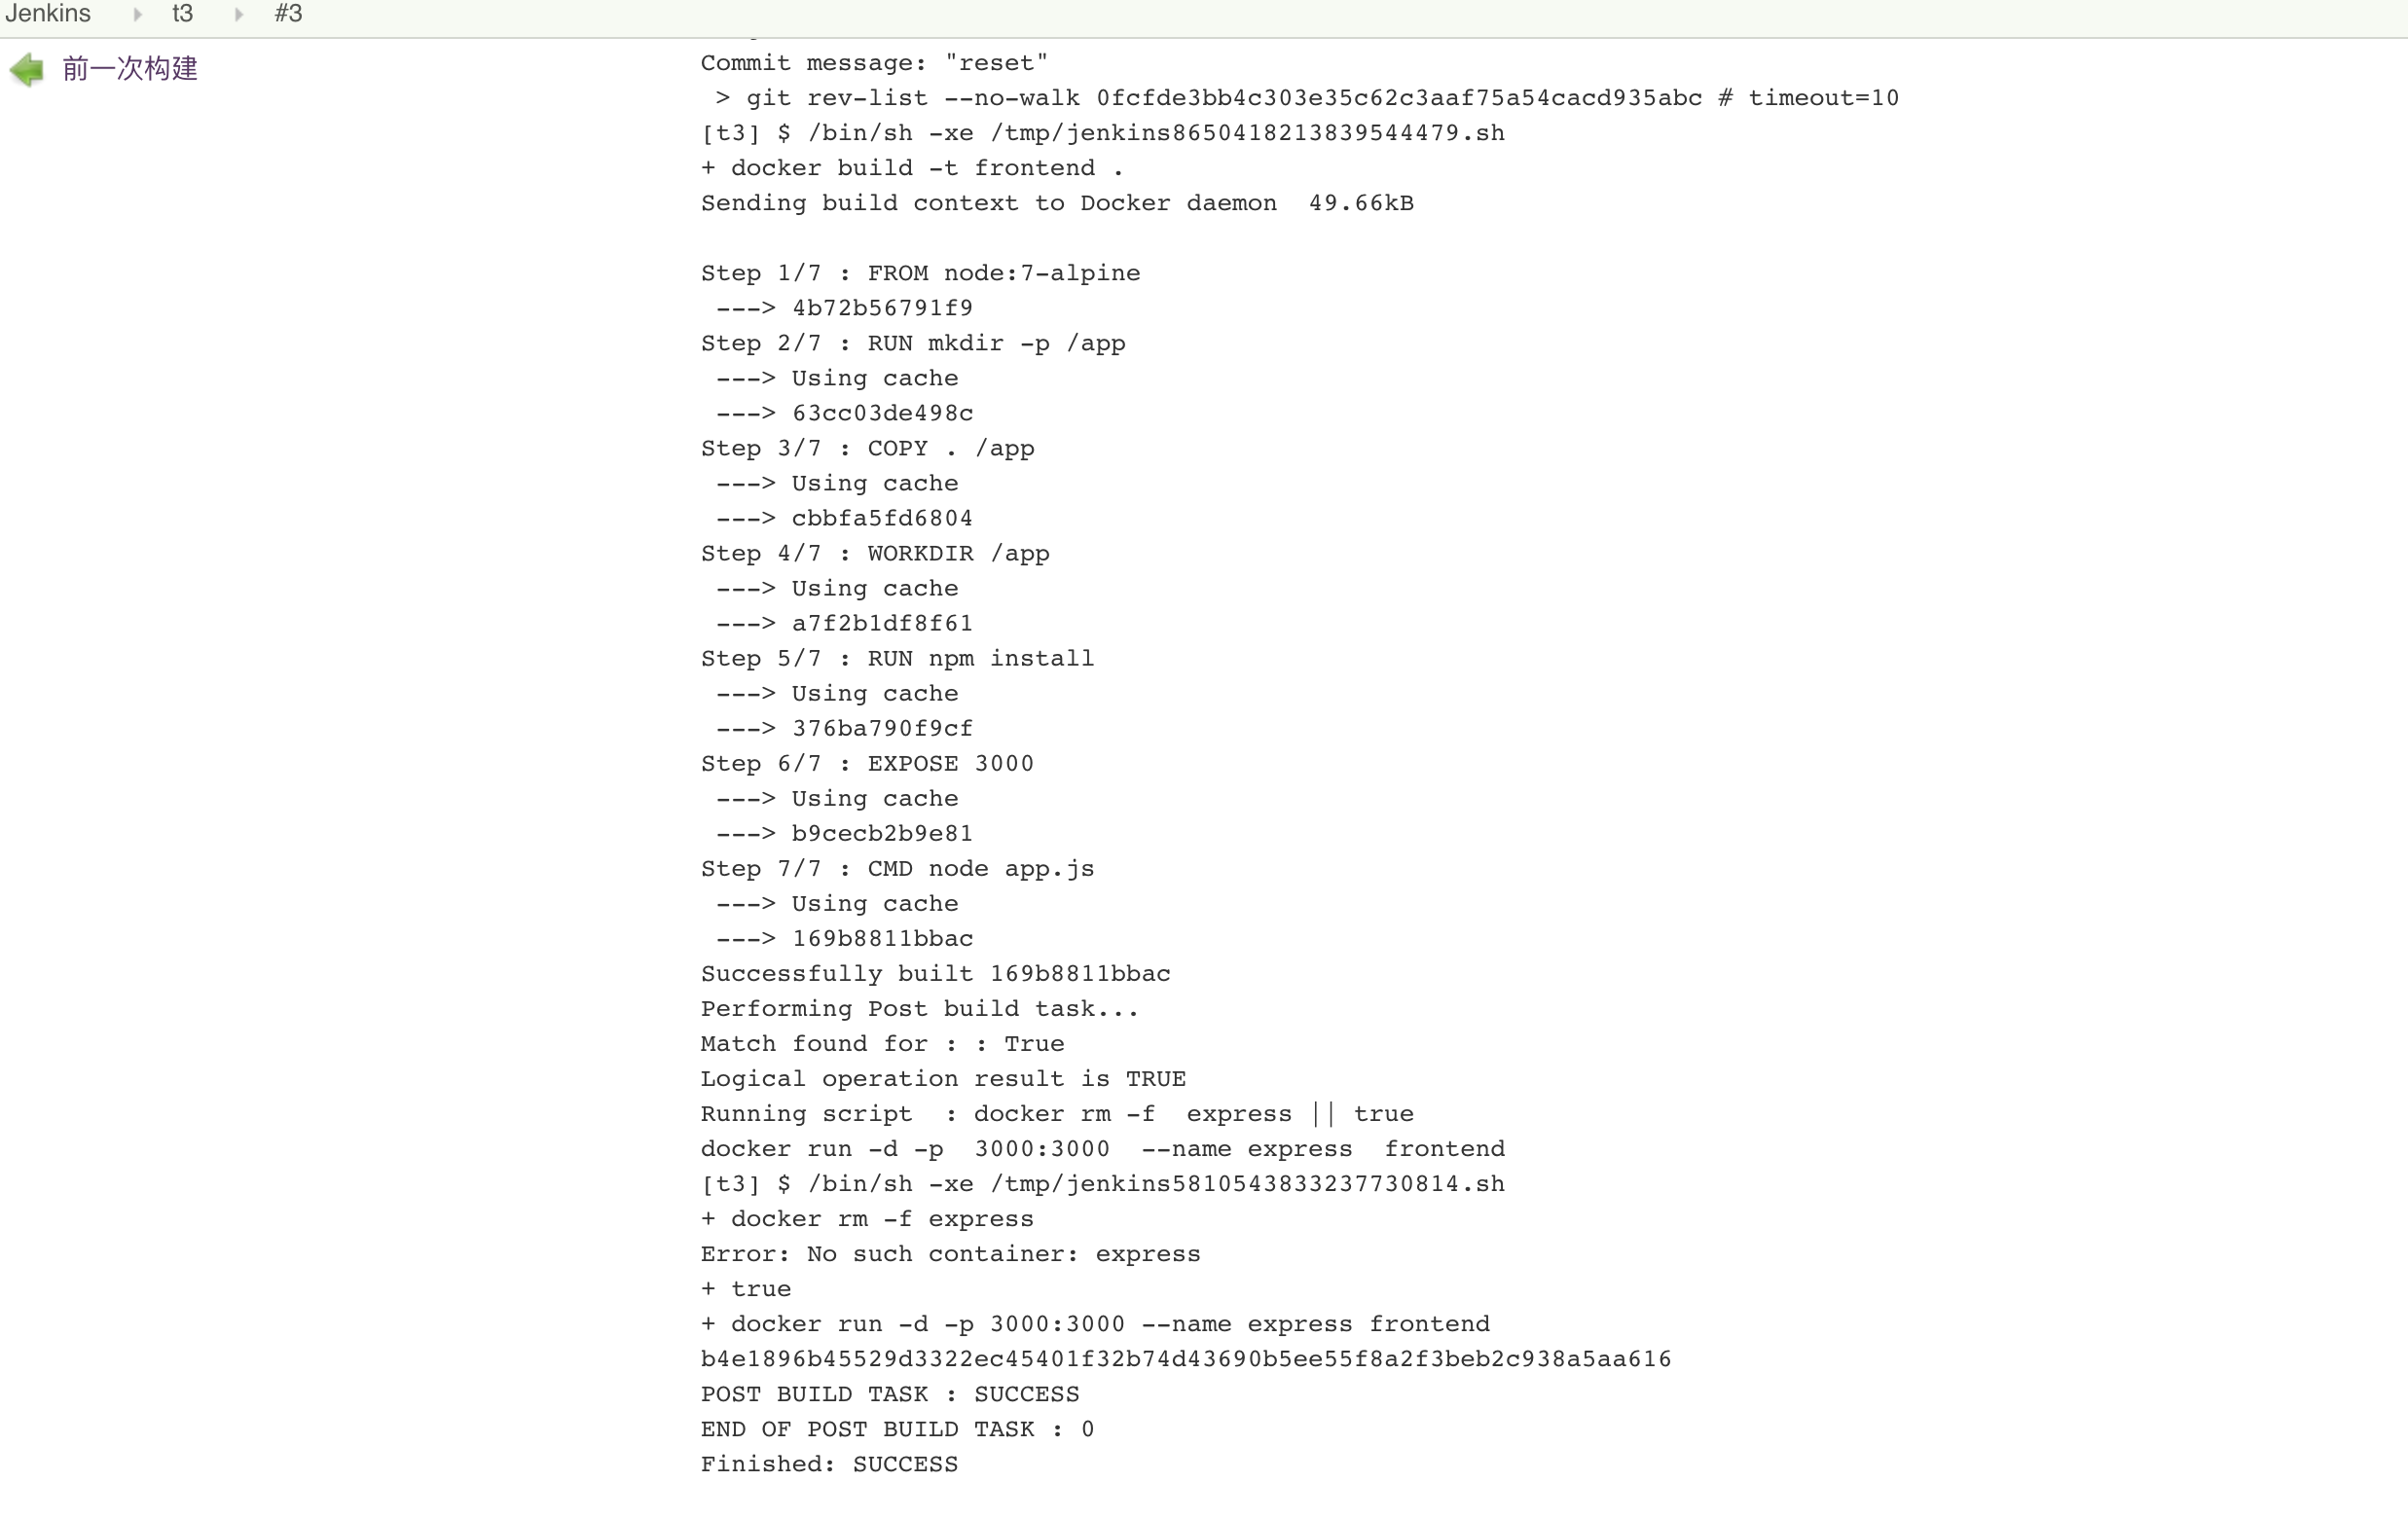 Jenkins t3 #3
前一次构建
Commit message: "reset"
 > git rev-list --no-walk 0fcfde3bb4c303e35c62c3aaf75a54cacd935abc # timeout=10
[t3] $ /bin/sh -xe /tmp/jenkins8650418213839544479.sh
+ docker build -t frontend .
Sending build context to Docker daemon  49.66kB
Step 1/7 : FROM node:7-alpine
 ---> 4b72b56791f9
Step 2/7 : RUN mkdir -p /app
 ---> Using cache
 ---> 63cc03de498c
Step 3/7 : COPY . /app
 ---> Using cache
 ---> cbbfa5fd6804
Step 4/7 : WORKDIR /app
 ---> Using cache
 ---> a7f2b1df8f61
Step 5/7 : RUN npm install
 ---> Using cache
 ---> 376ba790f9cf
Step 6/7 : EXPOSE 3000
 ---> Using cache
 ---> b9cecb2b9e81
Step 7/7 : CMD node app.js
 ---> Using cache
 ---> 169b8811bbac
Successfully built 169b8811bbac
Performing Post build task...
Match found for : : True
Logical operation result is TRUE
Running script  : docker rm -f  express || true
docker run -d -p  3000:3000  --name express  frontend
[t3] $ /bin/sh -xe /tmp/jenkins5810543833237730814.sh
+ docker rm -f express
Error: No such container: express
+ true
+ docker run -d -p 3000:3000 --name express frontend
b4e1896b45529d3322ec45401f32b74d43690b5ee55f8a2f3beb2c938a5aa616
POST BUILD TASK : SUCCESS
END OF POST BUILD TASK : 0
Finished: SUCCESS